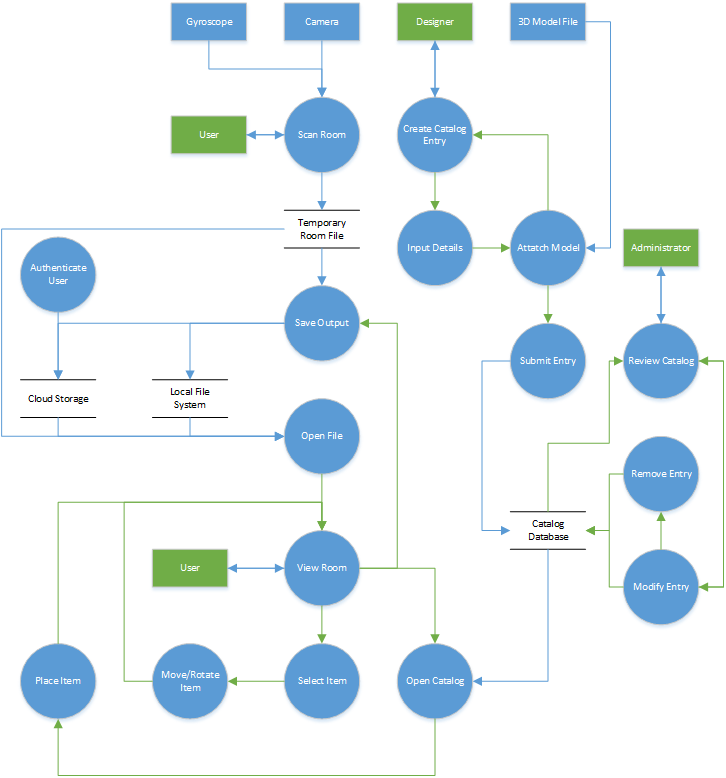 Gyroscope
Camera
Designer
3D Model File
User
Scan Room
Create Catalog
Entry
Temporary
Room File
Input Details
Attatch Model
Administrator
Authenticate
User
Save Output
Submit Entry
Review Catalog
Cloud Storage
Local File
System
Open File
Remove Entry
Catalog
Database
User
View Room
Modify Entry
Place Item
Move/Rotate
Item
Select Item
Open Catalog